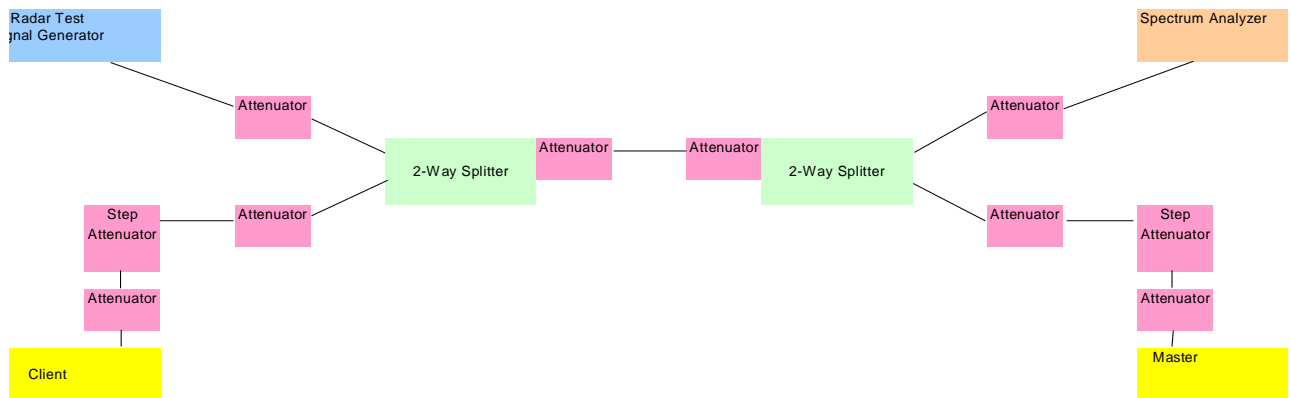 Radar Test
gnal Generator
Spectrum Analyzer
Attenuator
Attenuator
2-Way Splitter
Attenuator
Attenuator
2-Way Splitter
Step
Attenuator
Attenuator
Attenuator
Step
Attenuator
Attenuator
Attenuator
Client
Master